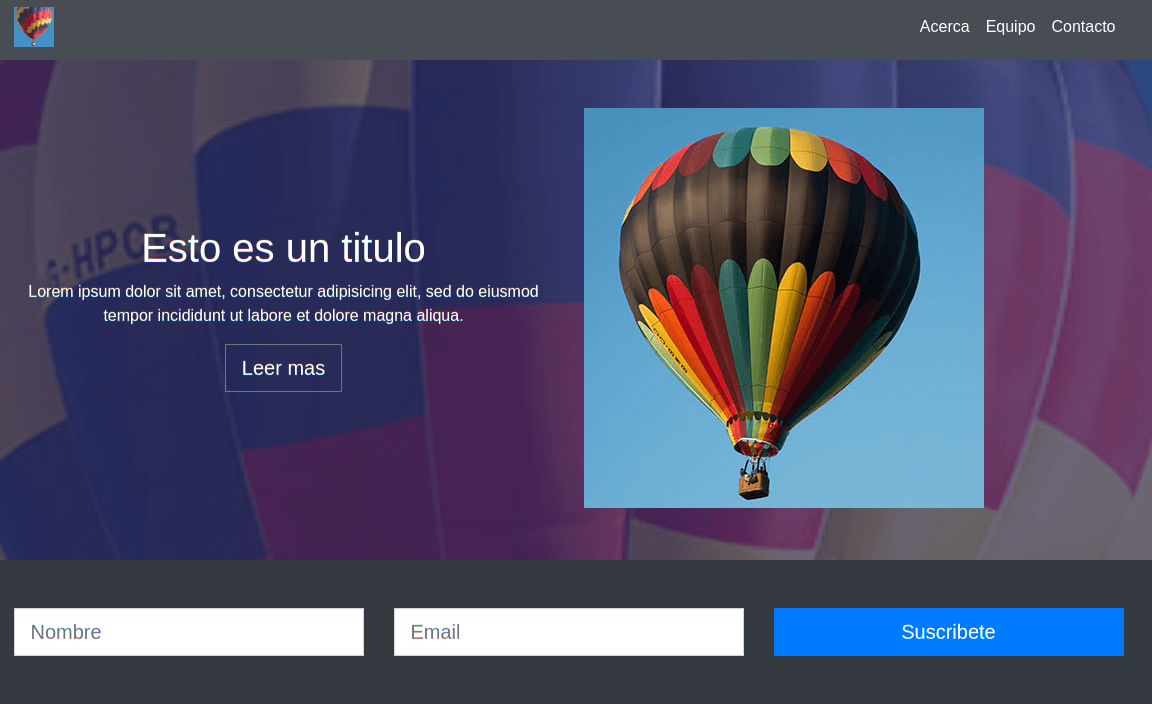 Acerca Equipo Contacto
G-HPCB
Esto es un titulo
Lorem ipsum dolor sit amet, consectetur adipisicing elit, sed do eiusmod
tempor incididunt ut labore et dolore magna aliqua.
Leer mas
Nombre Email Suscribete